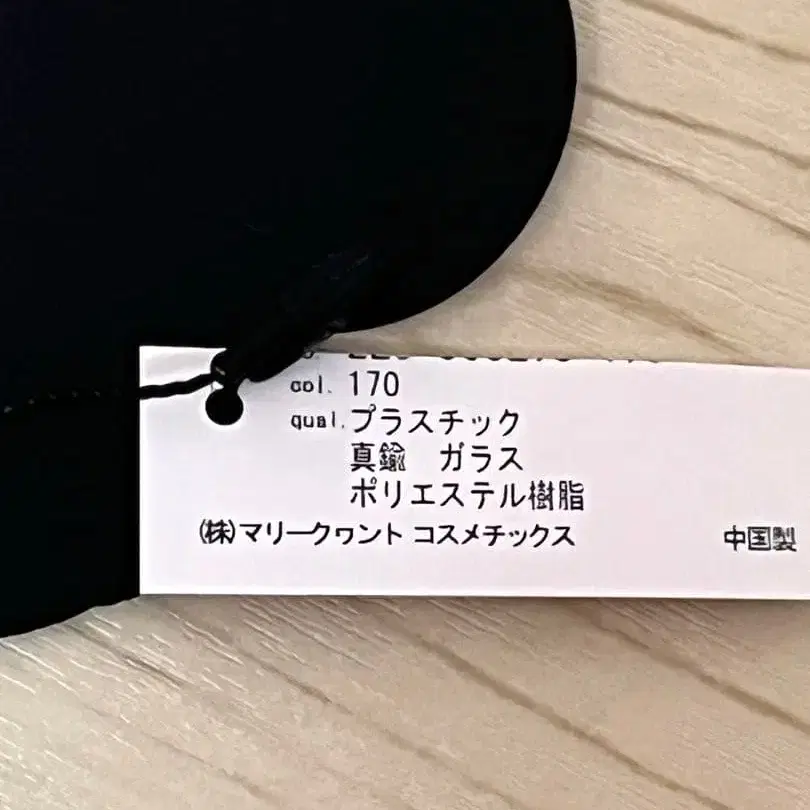 col. 170
qual. プラスチック
真鍮 ガラス
ポリエステル樹脂
(株)マリークヮント コスメチックス 中国製